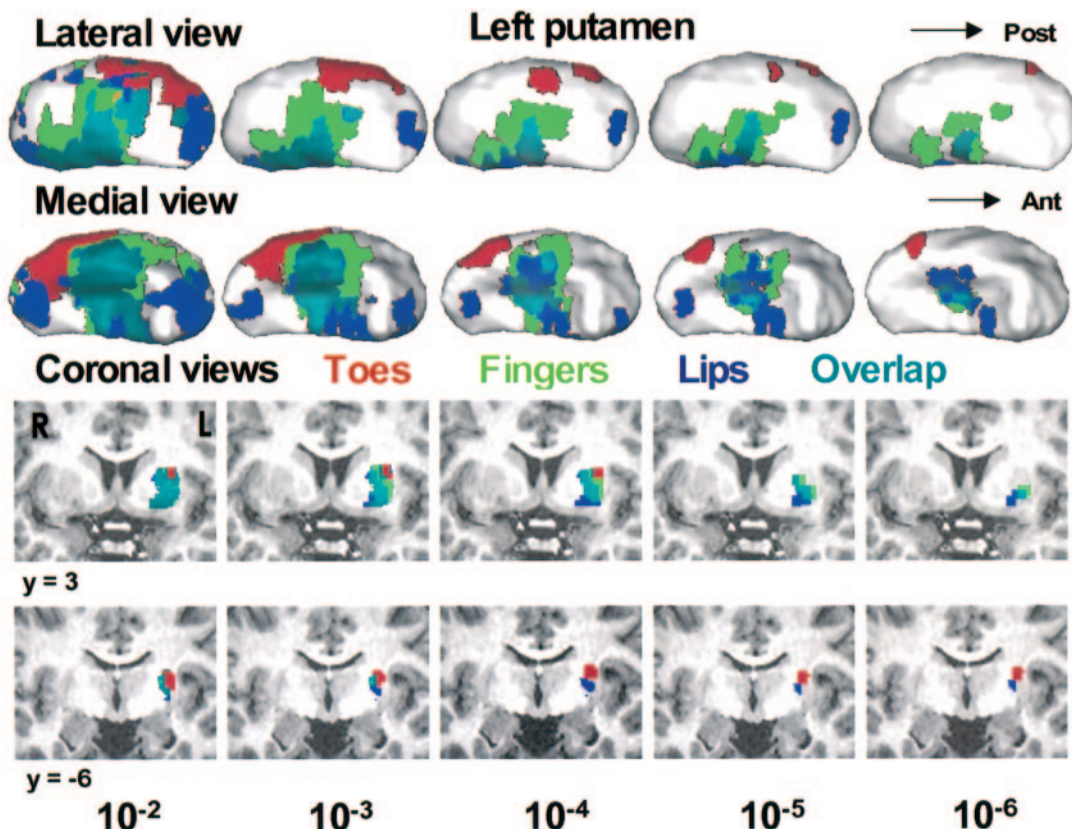 Lateral view Left putamen → Post
Medial view → Ant
Coronal views Toes Fingers Lips Overlap
R L
y = 3
y = -6
10⁻² 10⁻³ 10⁻⁴ 10⁻⁵ 10⁻⁶